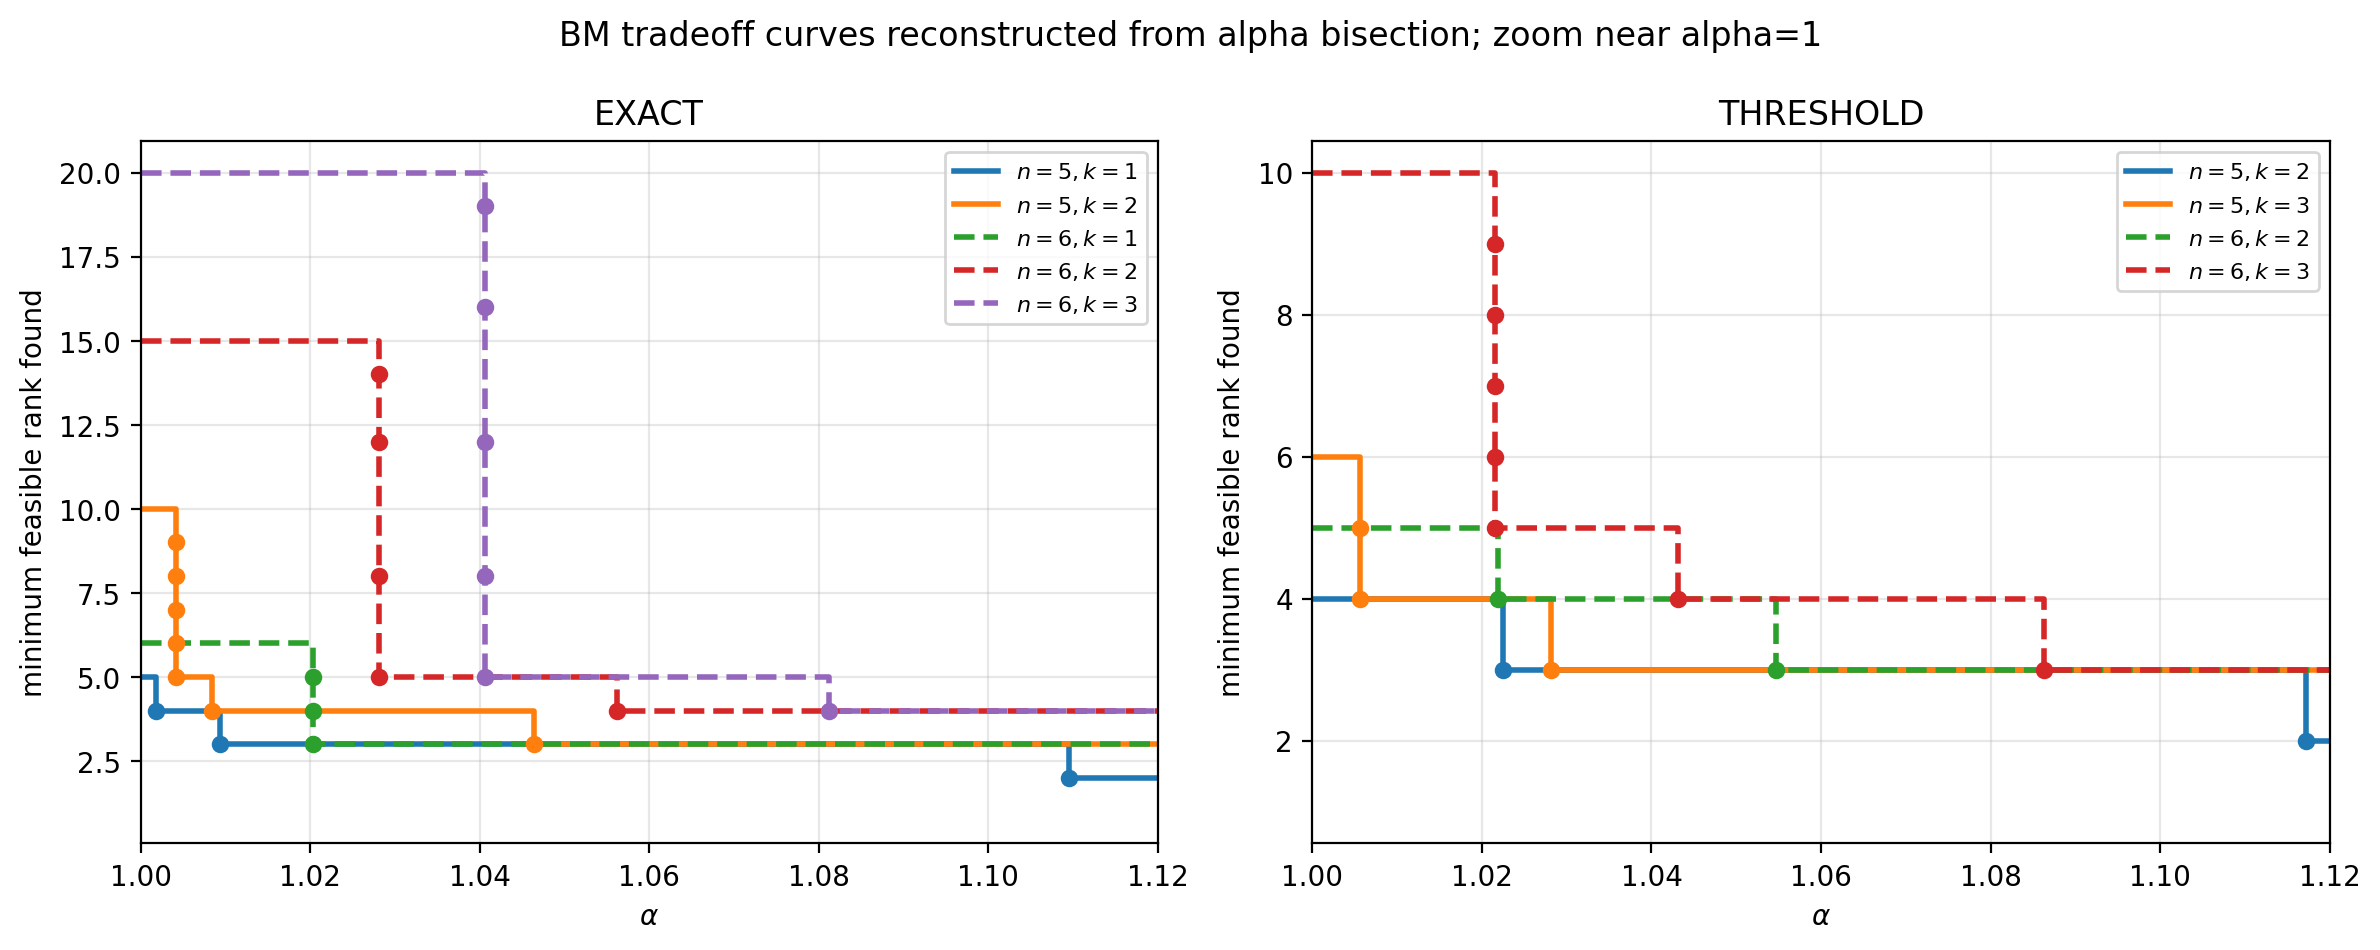 BM tradeoff curves reconstructed from alpha bisection; zoom near alpha=1
EXACT
minimum feasible rank found
20.0
17.5
15.0
12.5
10.0
7.5
5.0
2.5
1.00
1.02
1.04
1.06
1.08
1.10
1.12
α
n = 5, k = 1
n = 5, k = 2
n = 6, k = 1
n = 6, k = 2
n = 6, k = 3
THRESHOLD
minimum feasible rank found
10
8
6
4
2
1.00
1.02
1.04
1.06
1.08
1.10
1.12
α
n = 5, k = 2
n = 5, k = 3
n = 6, k = 2
n = 6, k = 3